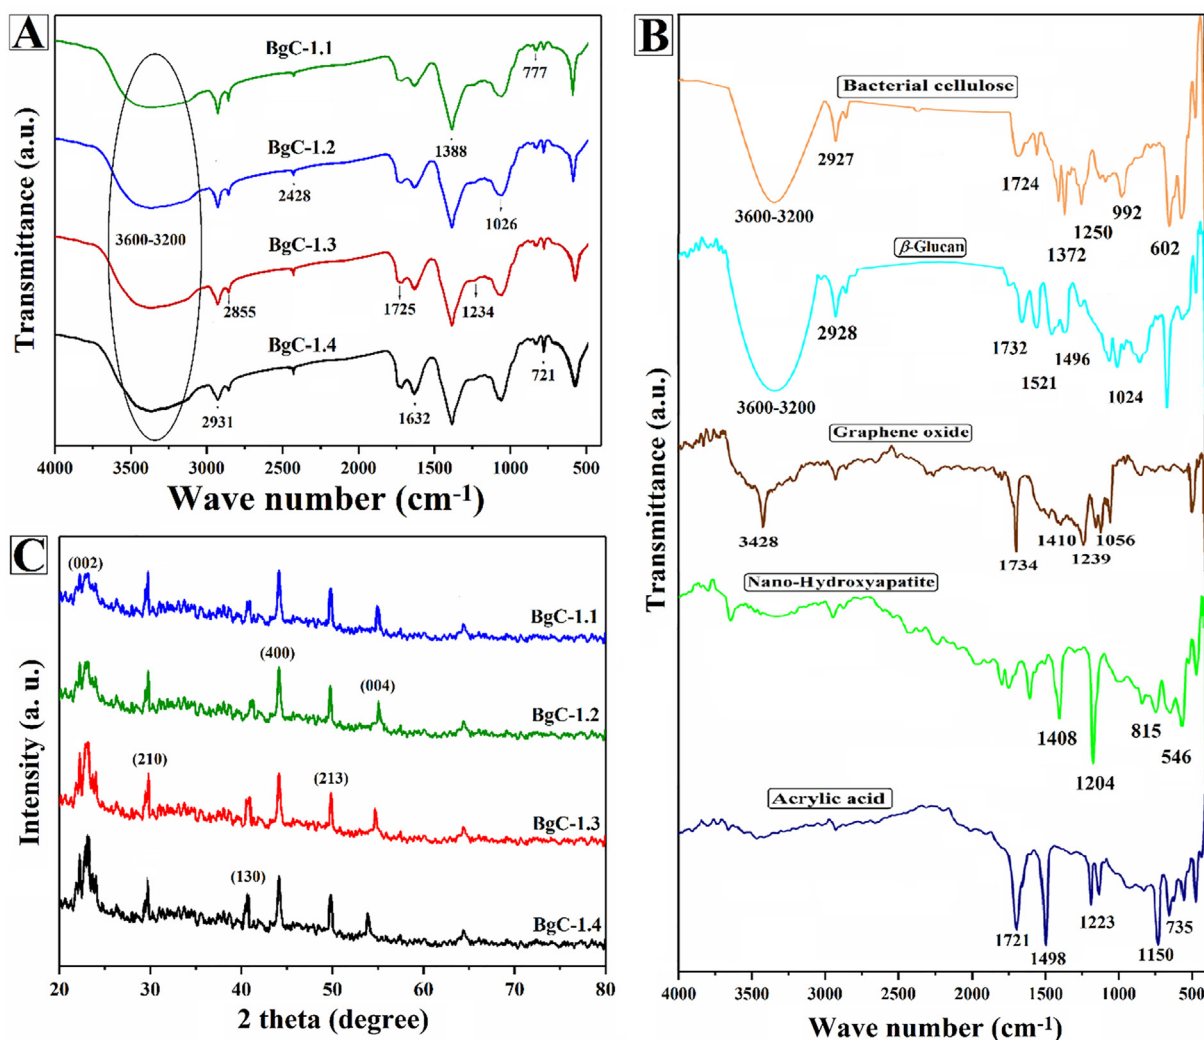 A
BgC-1.1
777
1388
BgC-1.2
2428
1026
3600-3200
BgC-1.3
2855
1725
1234
BgC-1.4
721
2931
1632
Transmittance (a.u.)
4000 3500 3000 2500 2000 1500 1000 500
Wave number (cm⁻¹)
B
Bacterial cellulose
2927
1724
992
3600-3200
1250
1372
602
β-Glucan
2928
1732
1496
1521
1024
3600-3200
Graphene oxide
3428
1410
1056
1734
1239
Nano-Hydroxyapatite
1408
815
546
1204
Acrylic acid
1223
735
1721
1498
1150
Transmittance (a.u.)
4000 3500 3000 2500 2000 1500 1000 500
Wave number (cm⁻¹)
C
(002)
BgC-1.1
(400)
(004)
BgC-1.2
(210)
(213)
BgC-1.3
(130)
BgC-1.4
Intensity (a. u.)
20 30 40 50 60 70 80
2 theta (degree)